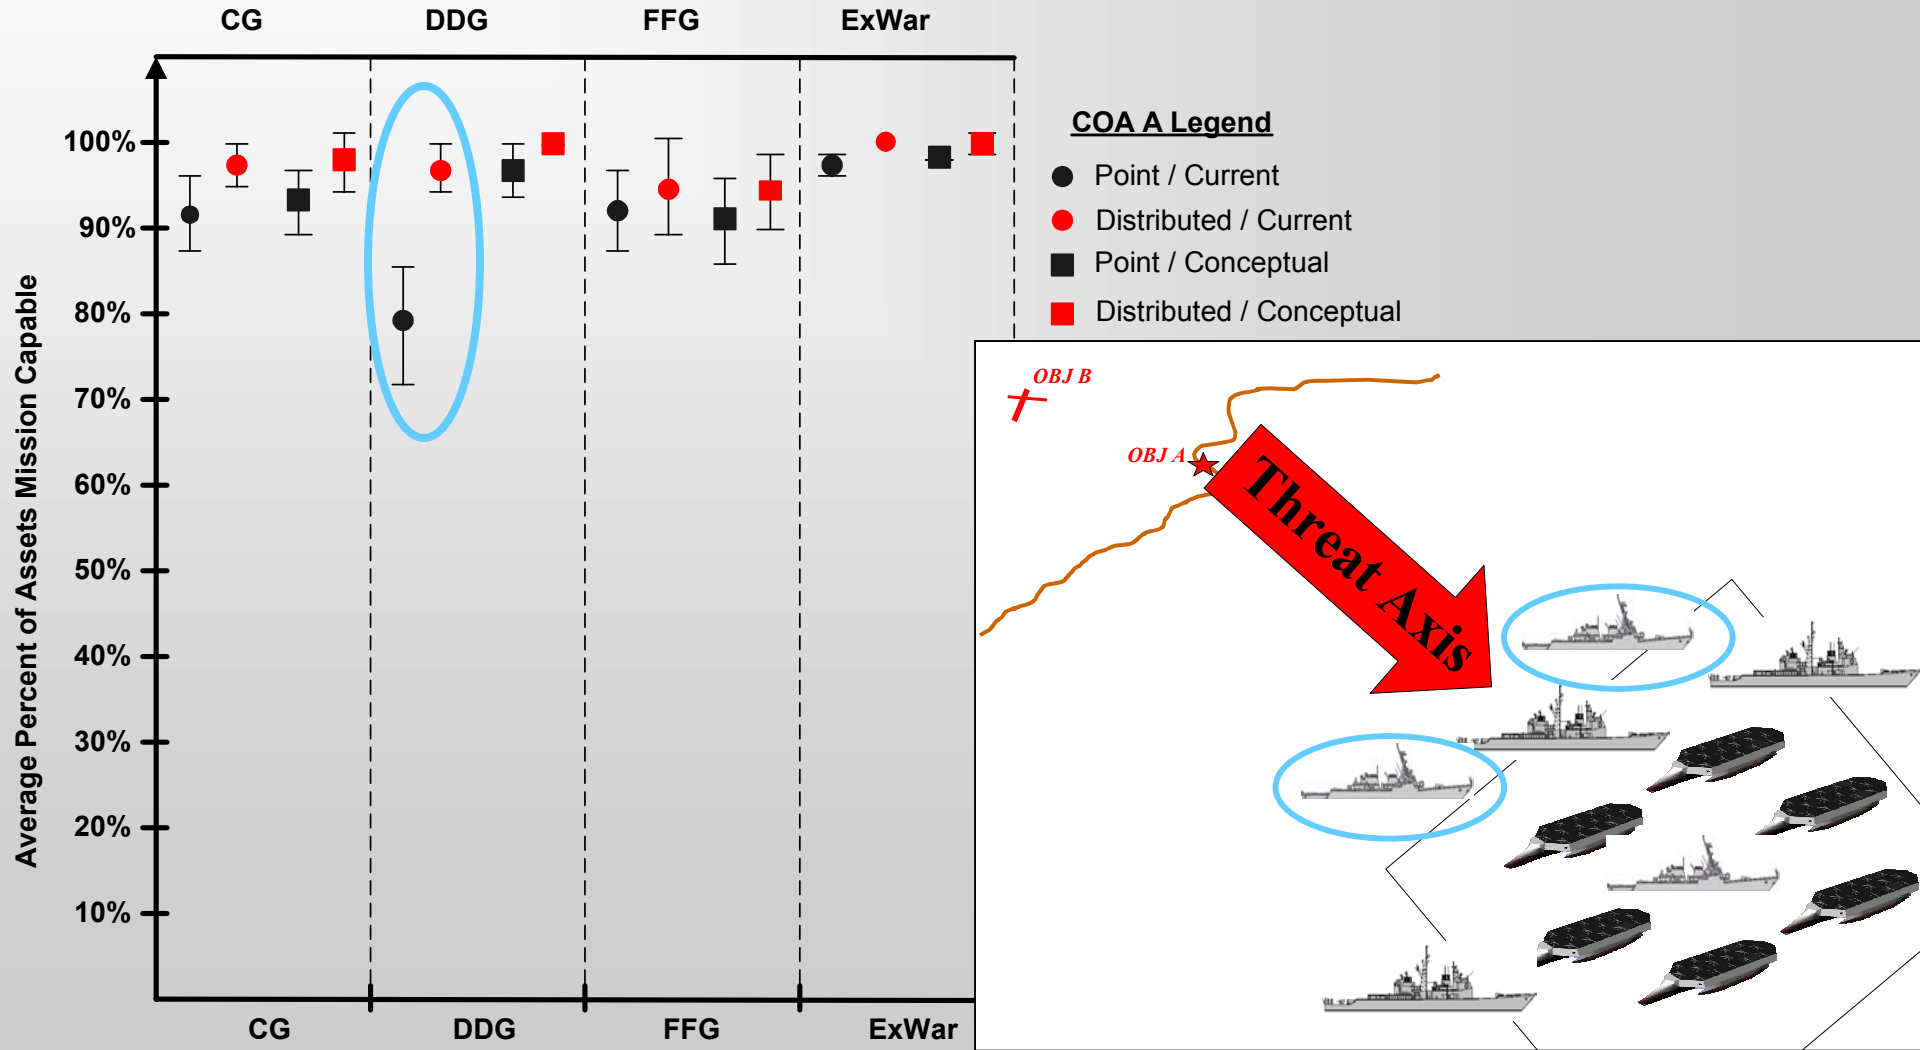 CG DDG FFG ExWar
100%
90%
80%
70%
60%
50%
40%
30%
20%
10%
Average Percent of Assets Mission Capable
CG DDG FFG ExWar
COA A Legend
Point / Current
Distributed / Current
Point / Conceptual
Distributed / Conceptual
OBJ B
OBJ A
Threat Axis